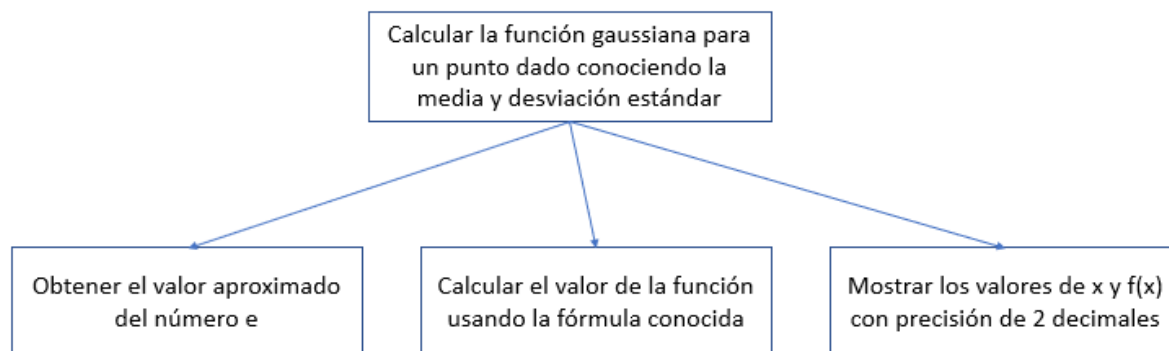 Calcular la función gaussiana para
un punto dado conociendo la
media y desviación estándar
Obtener el valor aproximado
del número e
Calcular el valor de la función
usando la fórmula conocida
Mostrar los valores de x y f(x)
con precisión de 2 decimales